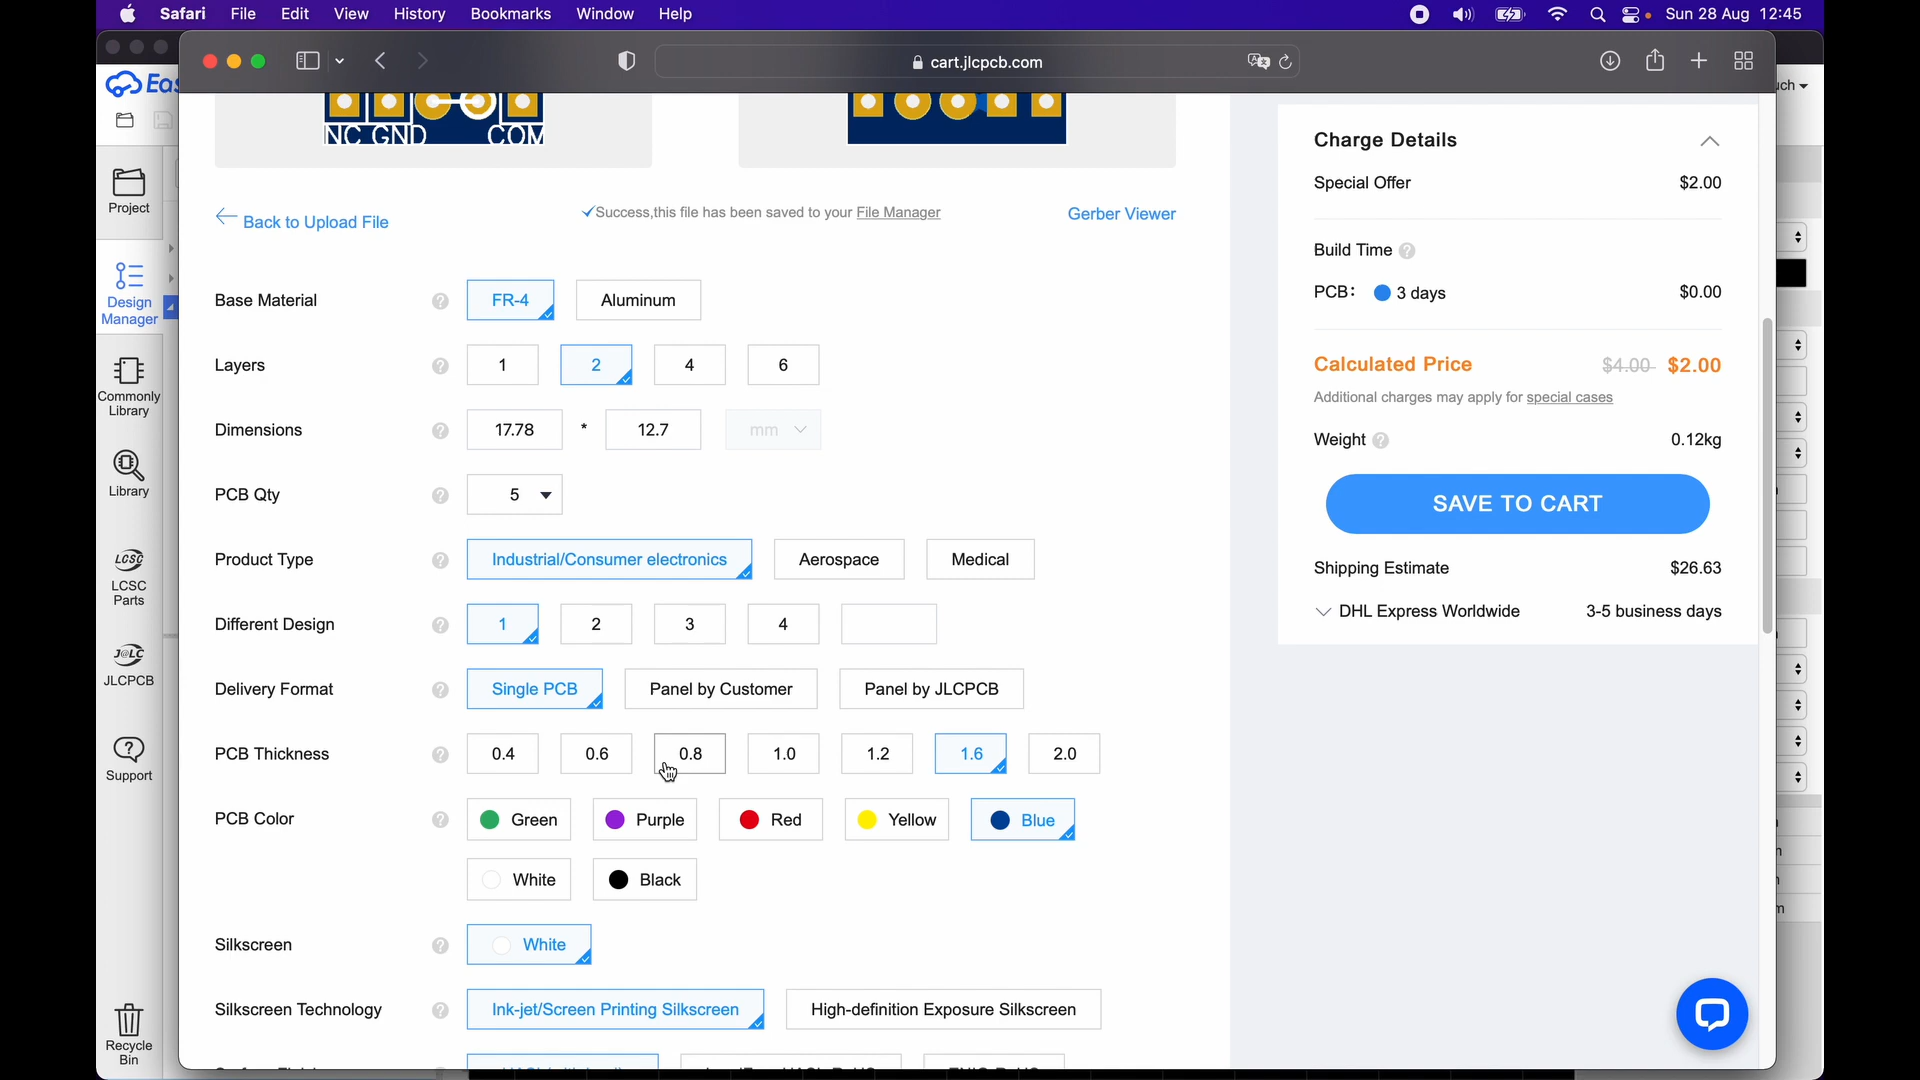 Safari File Edit View History Bookmarks Window Help Sun 28 Aug 12:45
cart.jlcpcb.com
NC GND COM
Back to Upload File
Success,this file has been saved to your File Manager
Gerber Viewer
Base Material ? FR-4 Aluminum
Layers ? 1 2 4 6
Dimensions ? 17.78 * 12.7 mm
PCB Qty ? 5
Product Type ? Industrial/Consumer electronics Aerospace Medical
Different Design ? 1 2 3 4
Delivery Format ? Single PCB Panel by Customer Panel by JLCPCB
PCB Thickness ? 0.4 0.6 0.8 1.0 1.2 1.6 2.0
PCB Color ? Green Purple Red Yellow Blue
White Black
Silkscreen ? White
Silkscreen Technology ? Ink-jet/Screen Printing Silkscreen High-definition Exposure Silkscreen
Charge Details
Special Offer $2.00
Build Time ?
PCB: 3 days $0.00
Calculated Price $4.00 $2.00
Additional charges may apply for special cases
Weight ? 0.12kg
SAVE TO CART
Shipping Estimate $26.63
DHL Express Worldwide 3-5 business days
Project
Design
Manager
Commonly
Library
Library
LCSC
LCSC
Parts
J@LC
JLCPCB
Support
Recycle
Bin